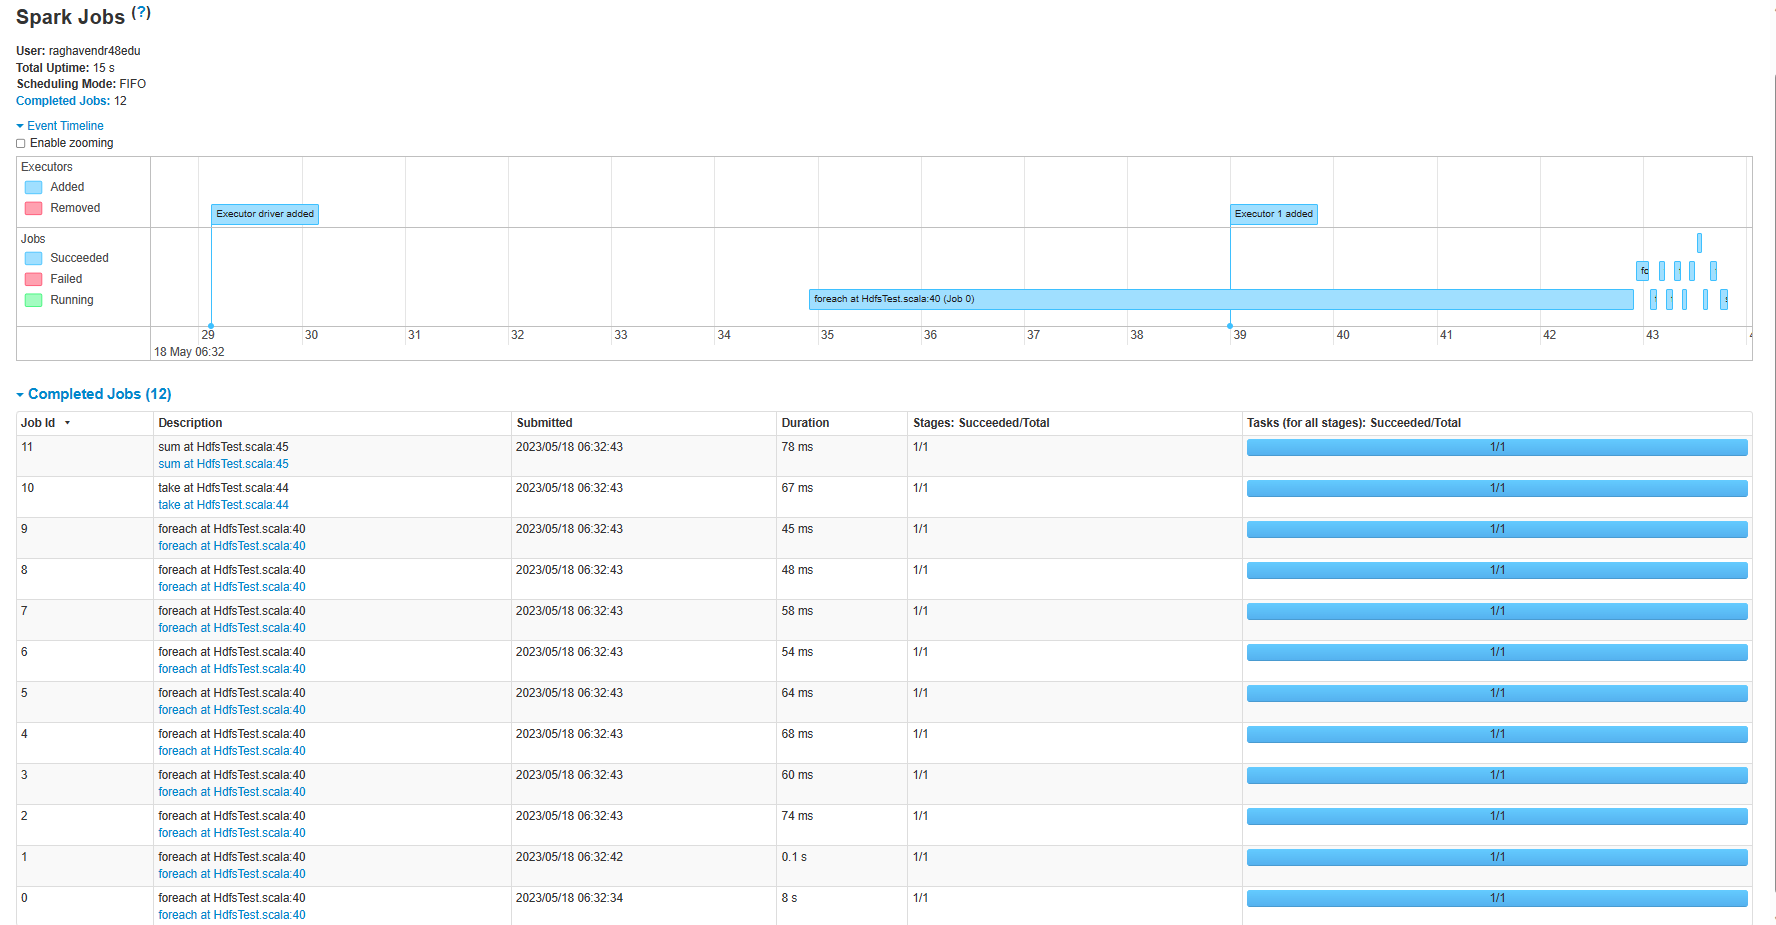 Spark Jobs (?)
User: raghavendr48edu
Total Uptime: 15 s
Scheduling Mode: FIFO
Completed Jobs: 12
Event Timeline
Enable zooming
Executors
Added
Removed
Executor driver added
Executor 1 added
Jobs
Succeeded
Failed
Running
fc
foreach at HdfsTest.scala:40 (Job 0)
29 30 31 32 33 34 35 36 37 38 39 40 41 42 43
18 May 06:32
Completed Jobs (12)
Job Id Description Submitted Duration Stages: Succeeded/Total Tasks (for all stages): Succeeded/Total
11 sum at HdfsTest.scala:45 2023/05/18 06:32:43 78 ms 1/1 1/1
sum at HdfsTest.scala:45
10 take at HdfsTest.scala:44 2023/05/18 06:32:43 67 ms 1/1 1/1
take at HdfsTest.scala:44
9 foreach at HdfsTest.scala:40 2023/05/18 06:32:43 45 ms 1/1 1/1
foreach at HdfsTest.scala:40
8 foreach at HdfsTest.scala:40 2023/05/18 06:32:43 48 ms 1/1 1/1
foreach at HdfsTest.scala:40
7 foreach at HdfsTest.scala:40 2023/05/18 06:32:43 58 ms 1/1 1/1
foreach at HdfsTest.scala:40
6 foreach at HdfsTest.scala:40 2023/05/18 06:32:43 54 ms 1/1 1/1
foreach at HdfsTest.scala:40
5 foreach at HdfsTest.scala:40 2023/05/18 06:32:43 64 ms 1/1 1/1
foreach at HdfsTest.scala:40
4 foreach at HdfsTest.scala:40 2023/05/18 06:32:43 68 ms 1/1 1/1
foreach at HdfsTest.scala:40
3 foreach at HdfsTest.scala:40 2023/05/18 06:32:43 60 ms 1/1 1/1
foreach at HdfsTest.scala:40
2 foreach at HdfsTest.scala:40 2023/05/18 06:32:43 74 ms 1/1 1/1
foreach at HdfsTest.scala:40
1 foreach at HdfsTest.scala:40 2023/05/18 06:32:42 0.1 s 1/1 1/1
foreach at HdfsTest.scala:40
0 foreach at HdfsTest.scala:40 2023/05/18 06:32:34 8 s 1/1 1/1
foreach at HdfsTest.scala:40